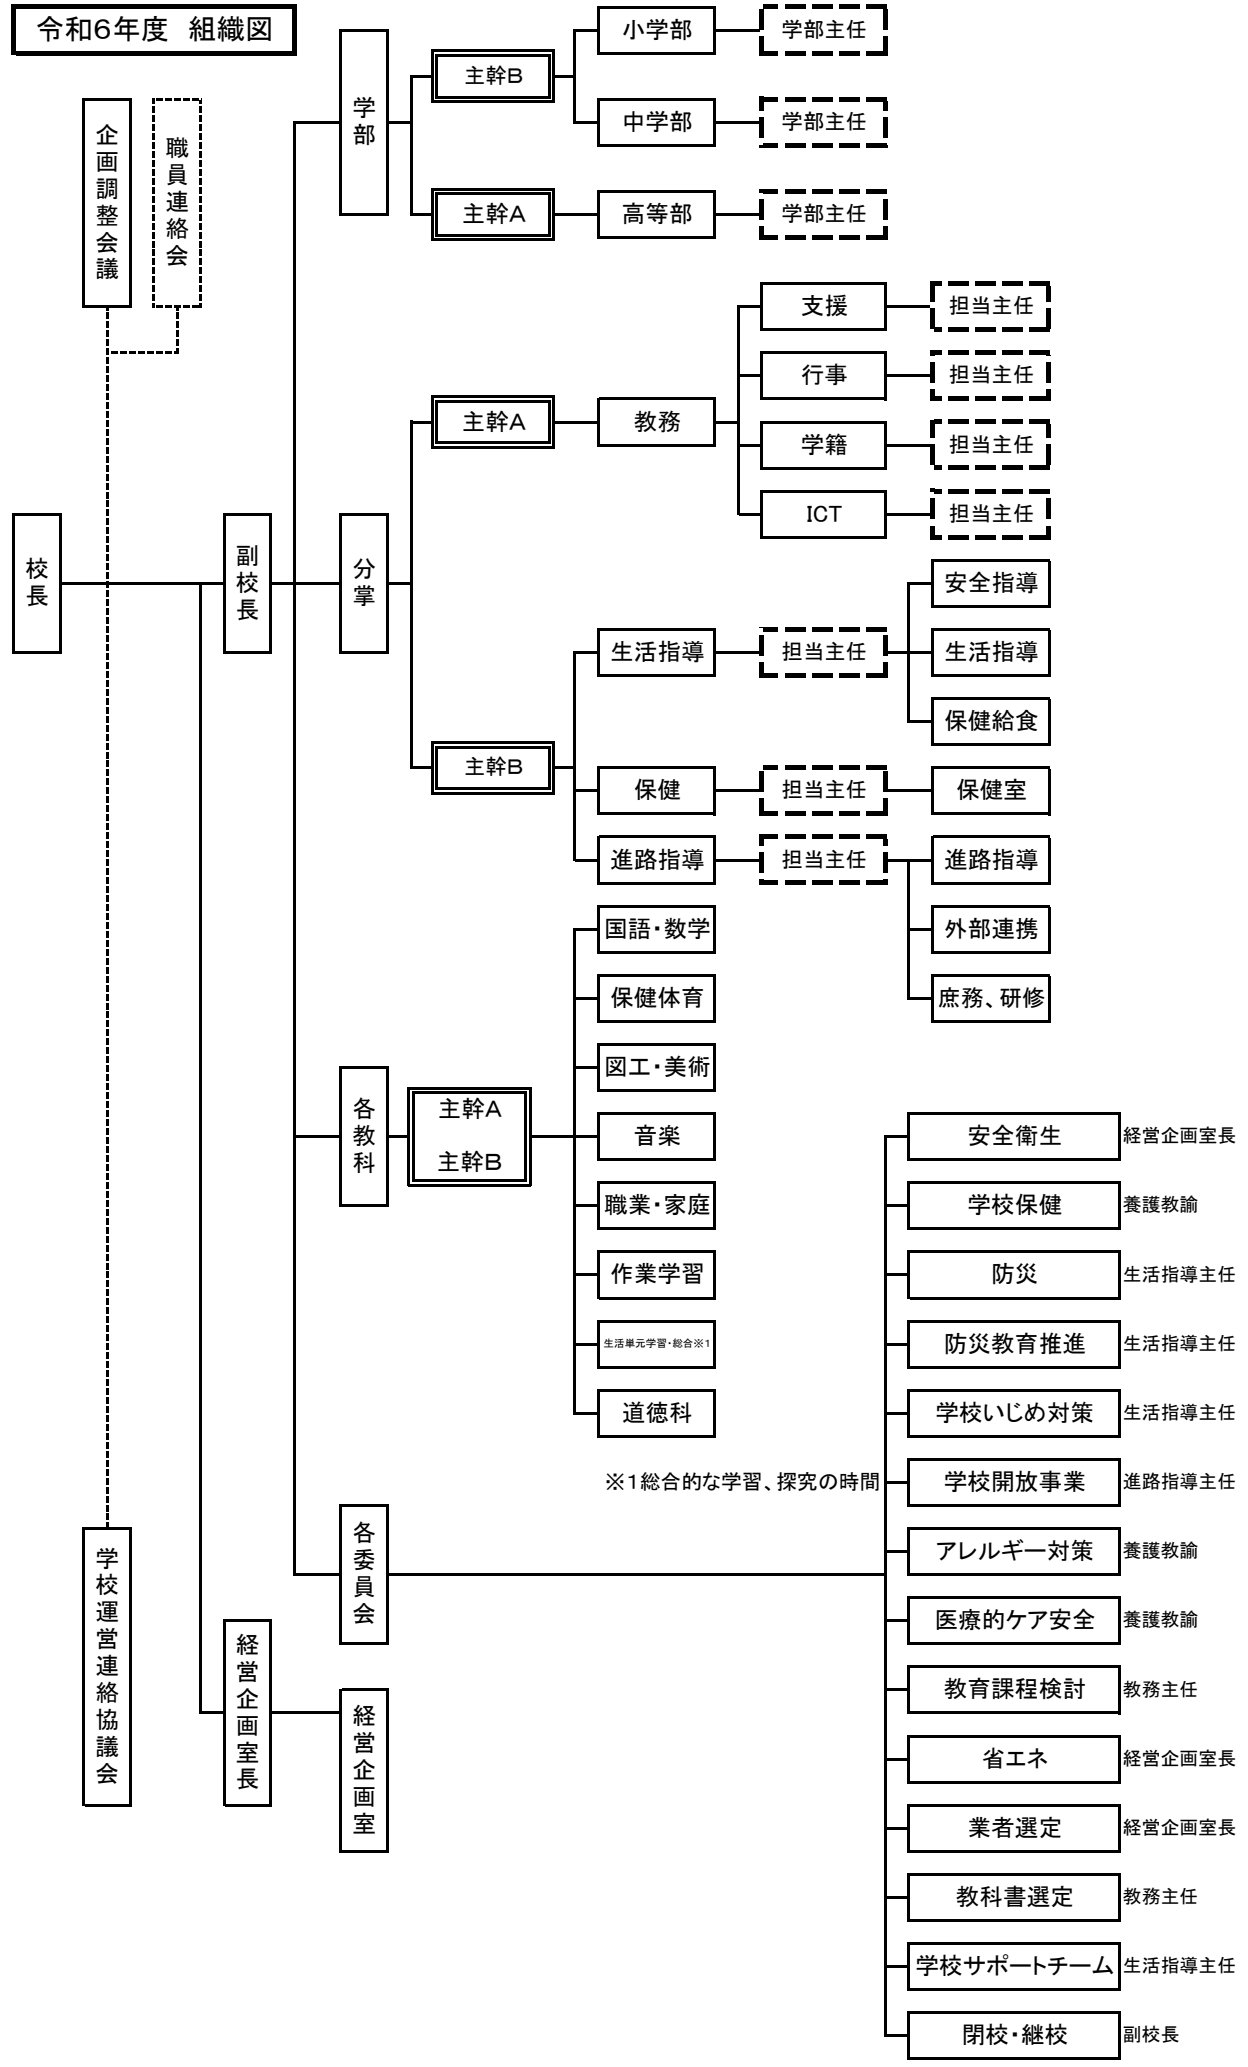 令和６年度　組織図
企画調整会議
職員連絡会
校長
副校長
学校運営連絡協議会
経営企画室長
経営企画室
学部
主幹Ｂ
小学部
学部主任
中学部
学部主任
主幹Ａ
高等部
学部主任
分掌
主幹Ａ
教務
支援
担当主任
行事
担当主任
学籍
担当主任
ICT
担当主任
主幹Ｂ
生活指導
担当主任
安全指導
生活指導
保健給食
保健
担当主任
保健室
進路指導
担当主任
進路指導
外部連携
庶務、研修
各教科
主幹Ａ
主幹Ｂ
国語・数学
保健体育
図工・美術
音楽
職業・家庭
作業学習
生活単元学習・総合※１
道徳科
※１総合的な学習、探究の時間
各委員会
安全衛生 経営企画室長
学校保健 養護教諭
防災 生活指導主任
防災教育推進 生活指導主任
学校いじめ対策 生活指導主任
学校開放事業 進路指導主任
アレルギー対策 養護教諭
医療的ケア安全 養護教諭
教育課程検討 教務主任
省エネ 経営企画室長
業者選定 経営企画室長
教科書選定 教務主任
学校サポートチーム 生活指導主任
閉校・継校 副校長